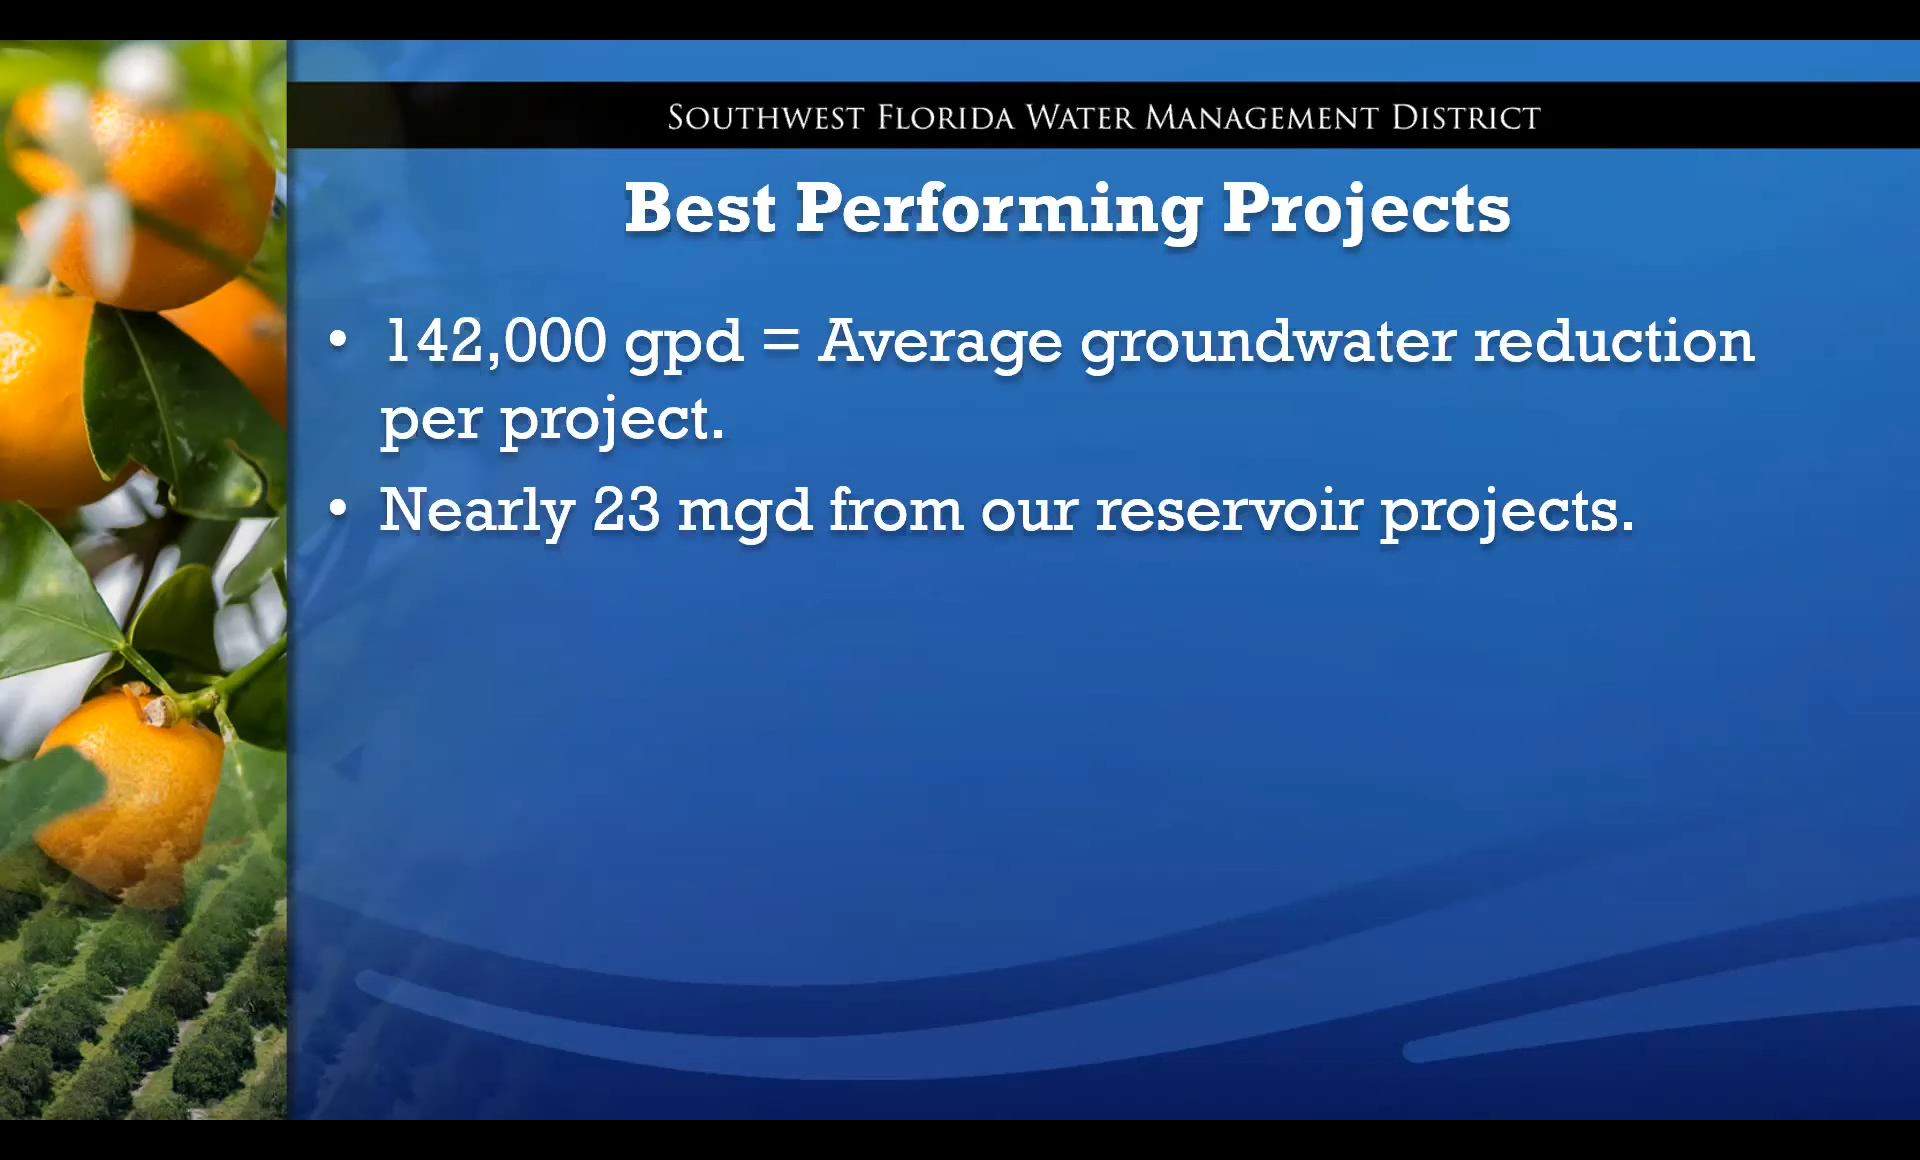 Southwest Florida Water Management District
Best Performing Projects
• 142,000 gpd = Average groundwater reduction
per project.
• Nearly 23 mgd from our reservoir projects.